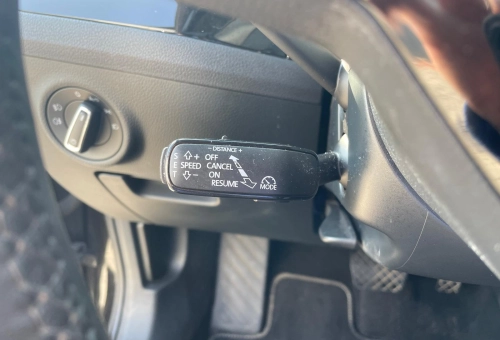 - DISTANCE +
S + OFF
E SPEED CANCEL
T - ON
RESUME MODE